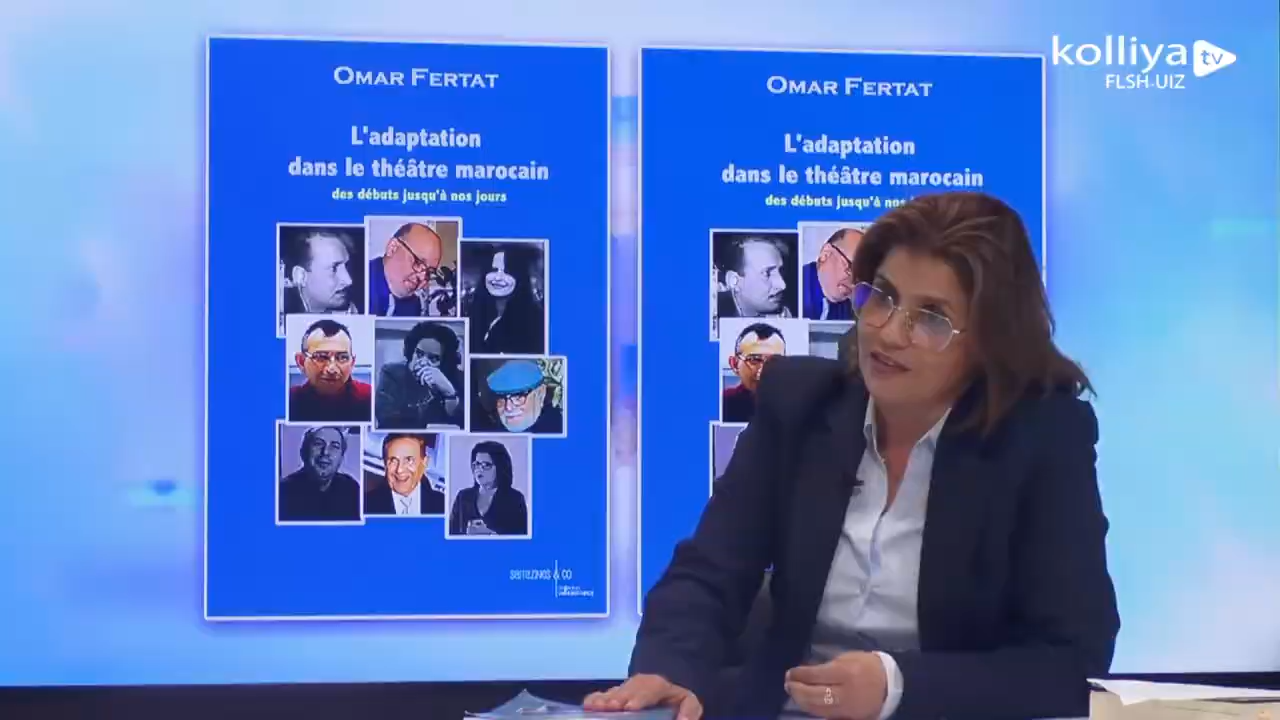 kolliya tv
FLSH-UIZ
OMAR FERTAT
L'adaptation
dans le théâtre marocain
des débuts jusqu'à nos jours
OMAR FERTAT
L'adaptation
dans le théâtre marocain
des débuts jusqu'à nos